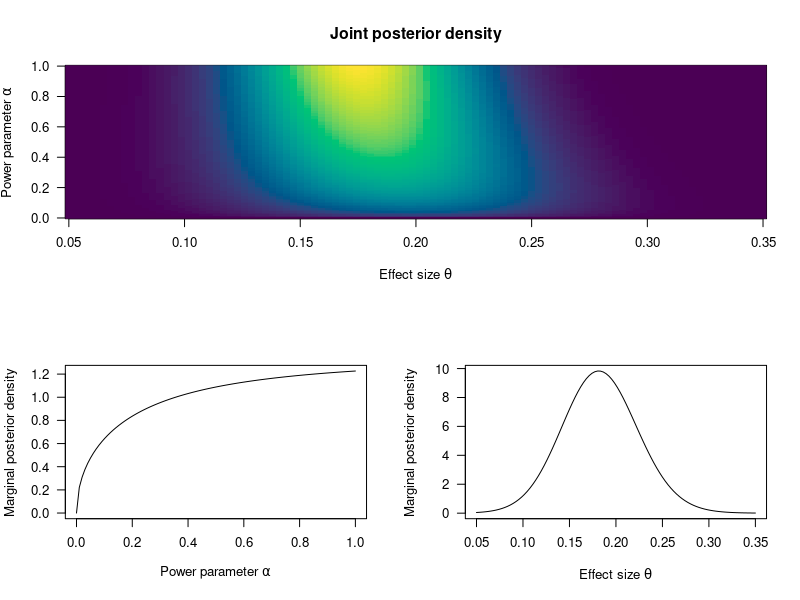 Joint posterior density
Power parameter α
1.0
0.8
0.6
0.4
0.2
0.0
0.05 0.10 0.15 0.20 0.25 0.30 0.35
Effect size θ
Marginal posterior density
1.2
1.0
0.8
0.6
0.4
0.2
0.0
0.0 0.2 0.4 0.6 0.8 1.0
Power parameter α
Marginal posterior density
10
8
6
4
2
0
0.05 0.10 0.15 0.20 0.25 0.30 0.35
Effect size θ